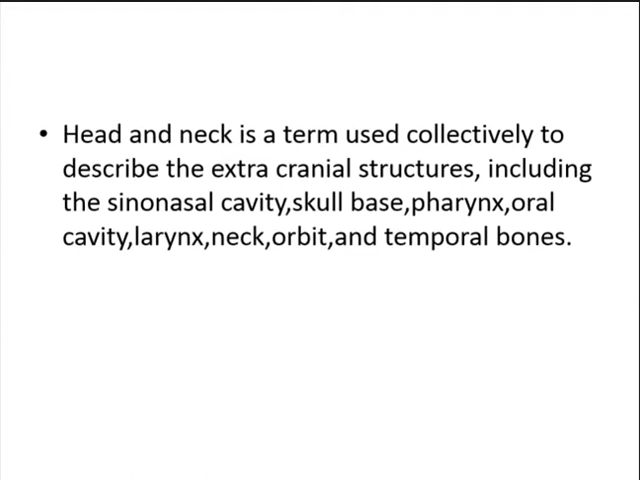 • Head and neck is a term used collectively to
describe the extra cranial structures, including
the sinonasal cavity,skull base,pharynx,oral
cavity,larynx,neck,orbit,and temporal bones.